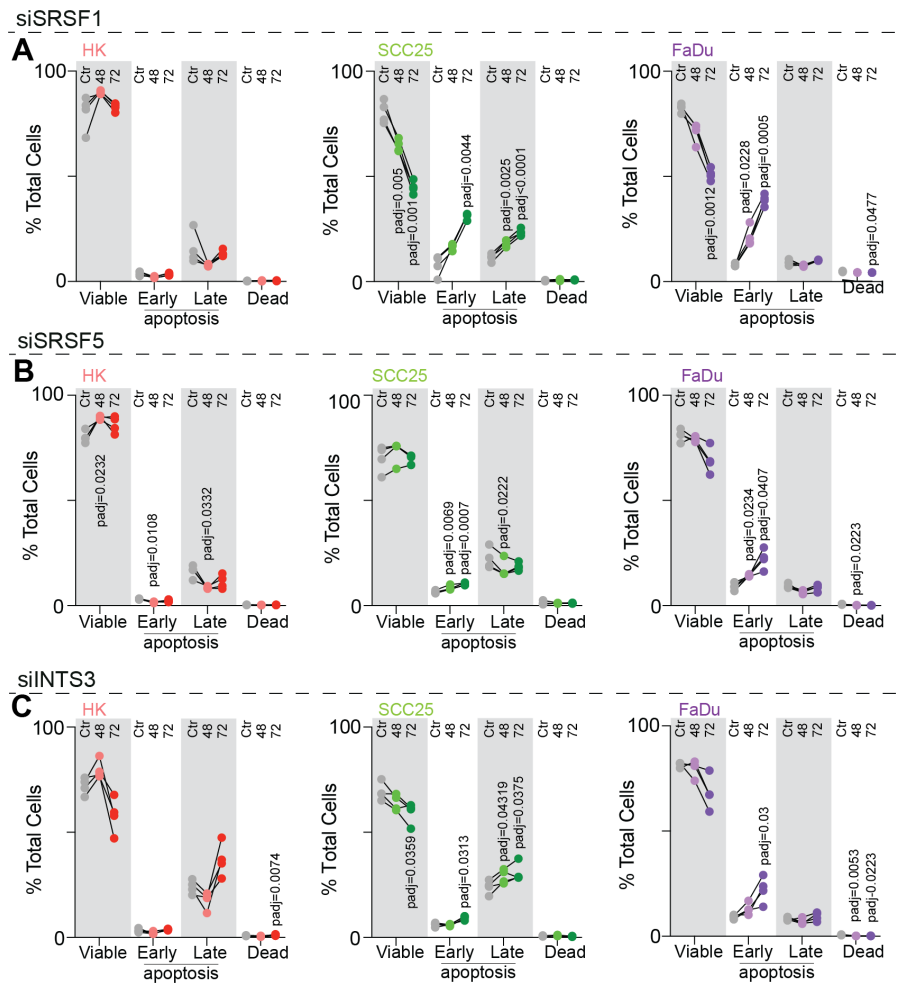 siSRSF1
A
HK
SCC25
FaDu
% Total Cells
100
0
Ctr 48 72
Ctr 48 72
Ctr 48 72
Ctr 48 72
Viable Early Late Dead
apoptosis
% Total Cells
100
0
Ctr 48 72
Ctr 48 72
Ctr 48 72
Ctr 48 72
padj=0.005
padj=0.001
padj=0.0044
padj=0.0025
padj<0.0001
Viable Early Late Dead
apoptosis
% Total Cells
100
0
Ctr 48 72
Ctr 48 72
Ctr 48 72
Ctr 48 72
padj=0.0012
padj=0.0228
padj=0.0005
padj=0.0477
Viable Early Late Dead
apoptosis
siSRSF5
B
HK
SCC25
FaDu
% Total Cells
100
0
Ctr 48 72
Ctr 48 72
Ctr 48 72
Ctr 48 72
padj=0.0232
padj=0.0108
padj=0.0332
Viable Early Late Dead
apoptosis
% Total Cells
100
0
Ctr 48 72
Ctr 48 72
Ctr 48 72
Ctr 48 72
padj=0.0069
padj=0.0007
padj=0.0222
Viable Early Late Dead
apoptosis
% Total Cells
100
0
Ctr 48 72
Ctr 48 72
Ctr 48 72
Ctr 48 72
padj=0.0234
padj=0.0407
padj=0.0223
Viable Early Late Dead
apoptosis
siINTS3
C
HK
SCC25
FaDu
% Total Cells
100
0
Ctr 48 72
Ctr 48 72
Ctr 48 72
Ctr 48 72
padj=0.0074
Viable Early Late Dead
apoptosis
% Total Cells
100
0
Ctr 48 72
Ctr 48 72
Ctr 48 72
Ctr 48 72
padj=0.0359
padj=0.0313
padj=0.04319
padj=0.0375
Viable Early Late Dead
apoptosis
% Total Cells
100
0
Ctr 48 72
Ctr 48 72
Ctr 48 72
Ctr 48 72
padj=0.03
padj=0.0053
padj-0.0223
Viable Early Late Dead
apoptosis